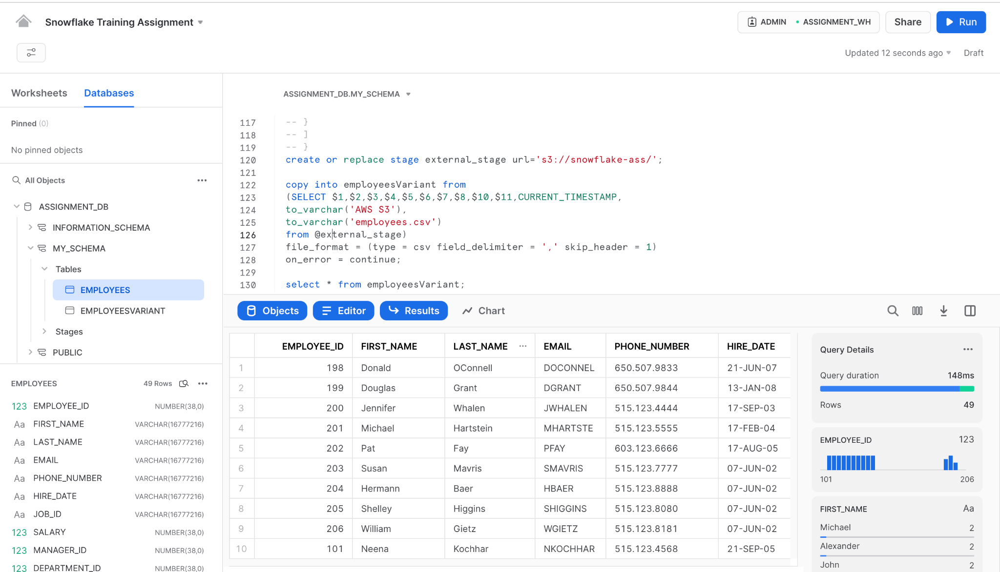 Snowflake Training Assignment
ADMIN • ASSIGNMENT_WH
Share
Run
Updated 12 seconds ago
Draft
Worksheets
Databases
Pinned (0)
No pinned objects
All Objects
ASSIGNMENT_DB
INFORMATION_SCHEMA
MY_SCHEMA
Tables
EMPLOYEES
EMPLOYEESVARIANT
Stages
PUBLIC
EMPLOYEES 49 Rows
123 EMPLOYEE_ID NUMBER(38,0)
Aa FIRST_NAME VARCHAR(16777216)
Aa LAST_NAME VARCHAR(16777216)
Aa EMAIL VARCHAR(16777216)
Aa PHONE_NUMBER VARCHAR(16777216)
Aa HIRE_DATE VARCHAR(16777216)
Aa JOB_ID VARCHAR(16777216)
123 SALARY NUMBER(38,0)
123 MANAGER_ID NUMBER(38,0)
123 DEPARTMENT_ID NUMBER(38,0)
ASSIGNMENT_DB.MY_SCHEMA
117 -- }
118 -- ]
119 -- }
120 create or replace stage external_stage url='s3://snowflake-ass/';
121
122 copy into employeesVariant from
123 (SELECT $1,$2,$3,$4,$5,$6,$7,$8,$10,$11,CURRENT_TIMESTAMP,
124 to_varchar('AWS S3'),
125 to_varchar('employees.csv')
126 from @external_stage)
127 file_format = (type = csv field_delimiter = ',' skip_header = 1)
128 on_error = continue;
129
130 select * from employeesVariant;
Objects
Editor
Results
Chart
EMPLOYEE_ID FIRST_NAME LAST_NAME ··· EMAIL PHONE_NUMBER HIRE_DATE
1 198 Donald OConnell DOCONNEL 650.507.9833 21-JUN-07
2 199 Douglas Grant DGRANT 650.507.9844 13-JAN-08
3 200 Jennifer Whalen JWHALEN 515.123.4444 17-SEP-03
4 201 Michael Hartstein MHARTSTE 515.123.5555 17-FEB-04
5 202 Pat Fay PFAY 603.123.6666 17-AUG-05
6 203 Susan Mavris SMAVRIS 515.123.7777 07-JUN-02
7 204 Hermann Baer HBAER 515.123.8888 07-JUN-02
8 205 Shelley Higgins SHIGGINS 515.123.8080 07-JUN-02
9 206 William Gietz WGIETZ 515.123.8181 07-JUN-02
10 101 Neena Kochhar NKOCHHAR 515.123.4568 21-SEP-05
Query Details
Query duration 148ms
Rows 49
EMPLOYEE_ID 123
101 206
FIRST_NAME Aa
Michael 2
Alexander 2
John 2